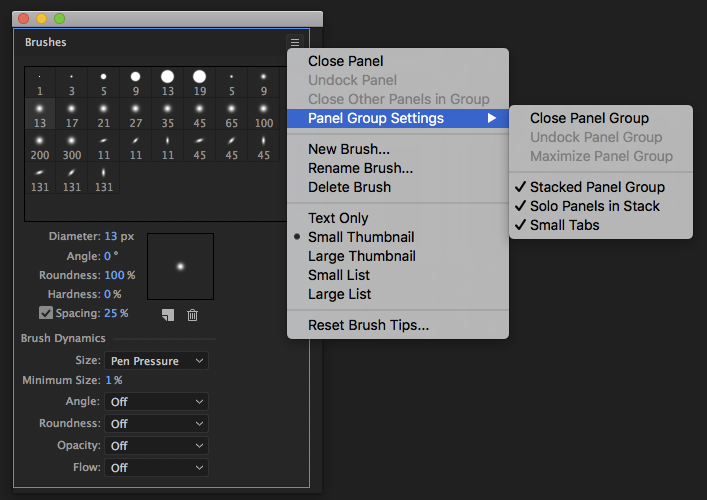 Brushes
1 3 5 9 13 19 5 9
13 17 21 27 35 45 65 100
200 300 11 11 45 45 45
131 131 131
Diameter: 13 px
Angle: 0 °
Roundness: 100 %
Hardness: 0 %
Spacing: 25 %
Brush Dynamics
Size: Pen Pressure
Minimum Size: 1 %
Angle: Off
Roundness: Off
Opacity: Off
Flow: Off
Close Panel
Undock Panel
Close Other Panels in Group
Panel Group Settings
New Brush...
Rename Brush...
Delete Brush
Text Only
Small Thumbnail
Large Thumbnail
Small List
Large List
Reset Brush Tips...
Close Panel Group
Undock Panel Group
Maximize Panel Group
Stacked Panel Group
Solo Panels in Stack
Small Tabs